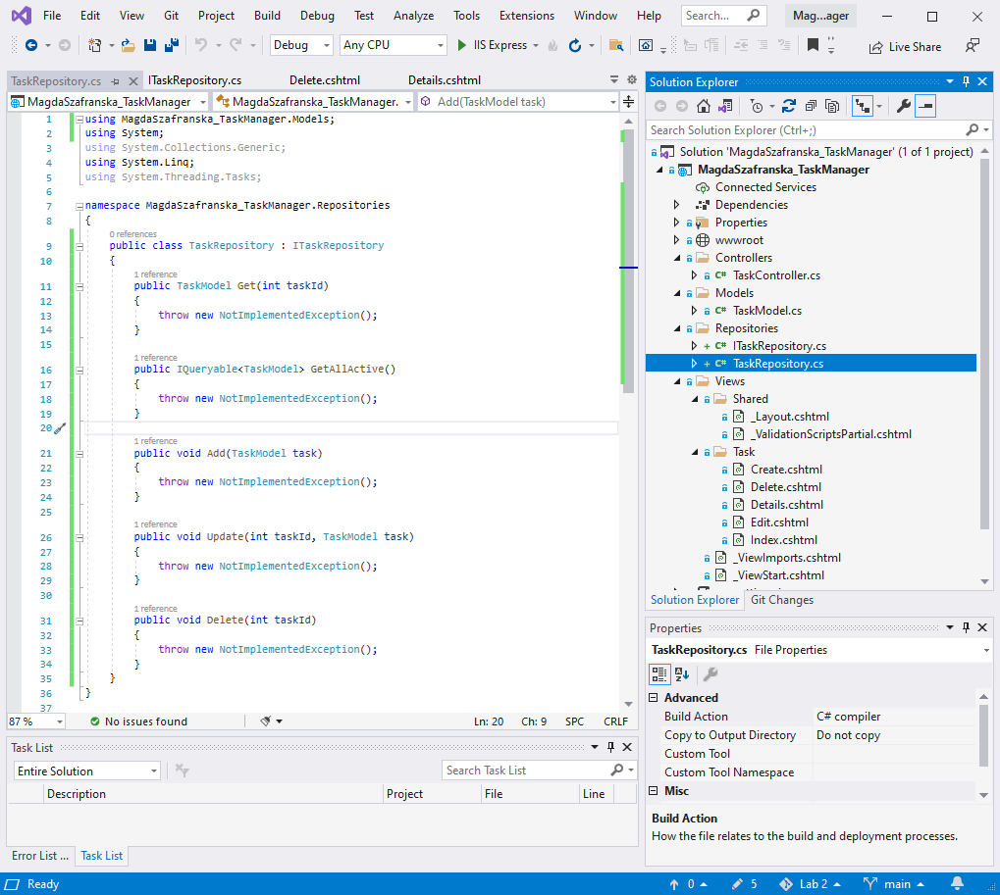 File Edit View Git Project Build Debug Test Analyze Tools Extensions Window Help Search... Mag...ager
Debug Any CPU IIS Express Live Share
TaskRepository.cs ITaskRepository.cs Delete.cshtml Details.cshtml
MagdaSzafranska_TaskManager MagdaSzafranska_TaskManager. Add(TaskModel task)
1 using MagdaSzafranska_TaskManager.Models;
2 using System;
3 using System.Collections.Generic;
4 using System.Linq;
5 using System.Threading.Tasks;
6
7 namespace MagdaSzafranska_TaskManager.Repositories
8 {
0 references
9 public class TaskRepository : ITaskRepository
10 {
1 reference
11 public TaskModel Get(int taskId)
12 {
13 throw new NotImplementedException();
14 }
15
1 reference
16 public IQueryable<TaskModel> GetAllActive()
17 {
18 throw new NotImplementedException();
19 }
20
1 reference
21 public void Add(TaskModel task)
22 {
23 throw new NotImplementedException();
24 }
25
1 reference
26 public void Update(int taskId, TaskModel task)
27 {
28 throw new NotImplementedException();
29 }
30
1 reference
31 public void Delete(int taskId)
32 {
33 throw new NotImplementedException();
34 }
35 }
36 }
37
87 % No issues found Ln: 20 Ch: 9 SPC CRLF
Task List
Entire Solution Search Task List
Description Project File Line
Error List ... Task List
Solution Explorer
Search Solution Explorer (Ctrl+;)
Solution 'MagdaSzafranska_TaskManager' (1 of 1 project)
MagdaSzafranska_TaskManager
Connected Services
Dependencies
Properties
wwwroot
Controllers
C# TaskController.cs
Models
C# TaskModel.cs
Repositories
+ C# ITaskRepository.cs
+ C# TaskRepository.cs
Views
Shared
_Layout.cshtml
_ValidationScriptsPartial.cshtml
Task
Create.cshtml
Delete.cshtml
Details.cshtml
Edit.cshtml
Index.cshtml
_ViewImports.cshtml
_ViewStart.cshtml
Solution Explorer Git Changes
Properties
TaskRepository.cs File Properties
Advanced
Build Action C# compiler
Copy to Output Directory Do not copy
Custom Tool
Custom Tool Namespace
Misc
Build Action
How the file relates to the build and deployment processes.
Ready 0 5 Lab 2 main